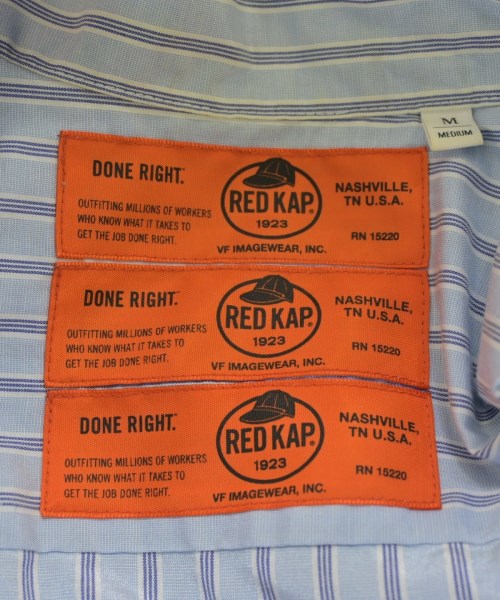 M
MEDIUM
DONE RIGHT.™
OUTFITTING MILLIONS OF WORKERS
WHO KNOW WHAT IT TAKES TO
GET THE JOB DONE RIGHT.
RED KAP®
1923
VF IMAGEWEAR, INC.
NASHVILLE,
TN U.S.A.
RN 15220
DONE RIGHT.™
OUTFITTING MILLIONS OF WORKERS
WHO KNOW WHAT IT TAKES TO
GET THE JOB DONE RIGHT.
RED KAP®
1923
VF IMAGEWEAR, INC.
NASHVILLE,
TN U.S.A.
RN 15220
DONE RIGHT.™
OUTFITTING MILLIONS OF WORKERS
WHO KNOW WHAT IT TAKES TO
GET THE JOB DONE RIGHT.
RED KAP®
1923
VF IMAGEWEAR, INC.
NASHVILLE,
TN U.S.A.
RN 15220